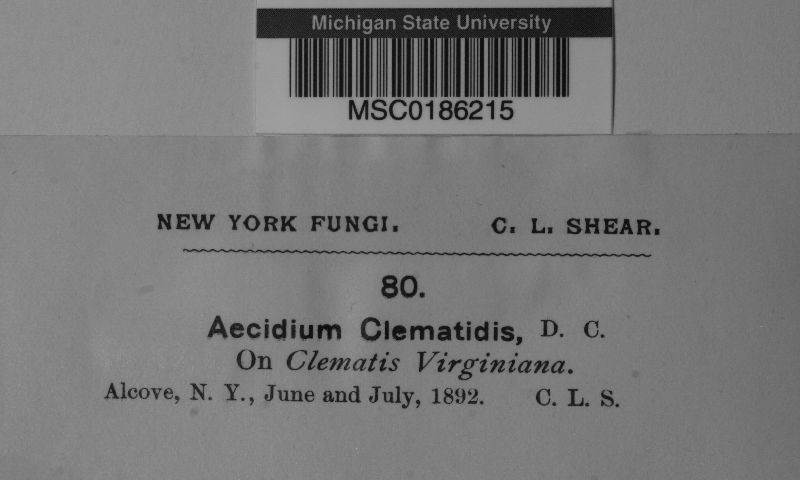 Michigan State University
MSC0186215
NEW YORK FUNGI. C. L. SHEAR.
80.
Aecidium Clematidis, D. C.
On Clematis Virginiana.
Alcove, N. Y., June and July, 1892. C. L. S.